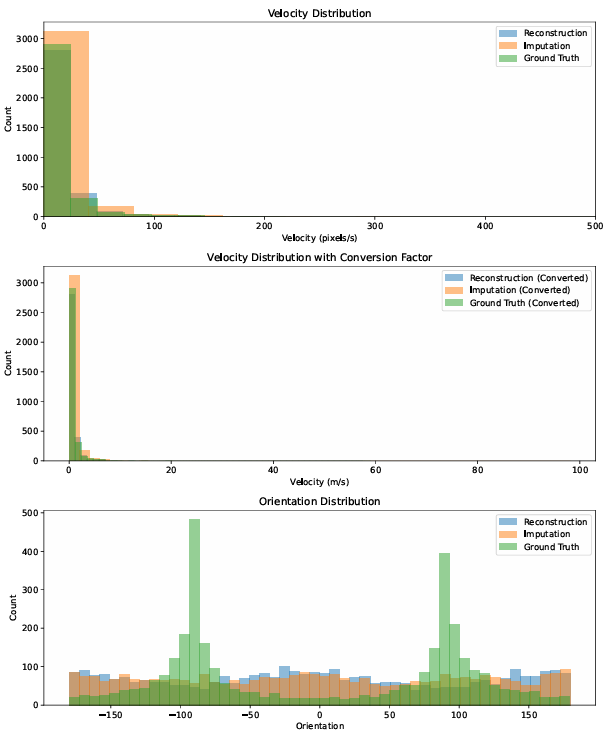 Velocity Distribution
Reconstruction
Imputation
Ground Truth
Count
3000
2500
2000
1500
1000
500
0
0 100 200 300 400 500
Velocity (pixels/s)
Velocity Distribution with Conversion Factor
Reconstruction (Converted)
Imputation (Converted)
Ground Truth (Converted)
Count
3000
2500
2000
1500
1000
500
0
0 20 40 60 80 100
Velocity (m/s)
Orientation Distribution
Reconstruction
Imputation
Ground Truth
Count
500
400
300
200
100
0
−150 −100 −50 0 50 100 150
Orientation